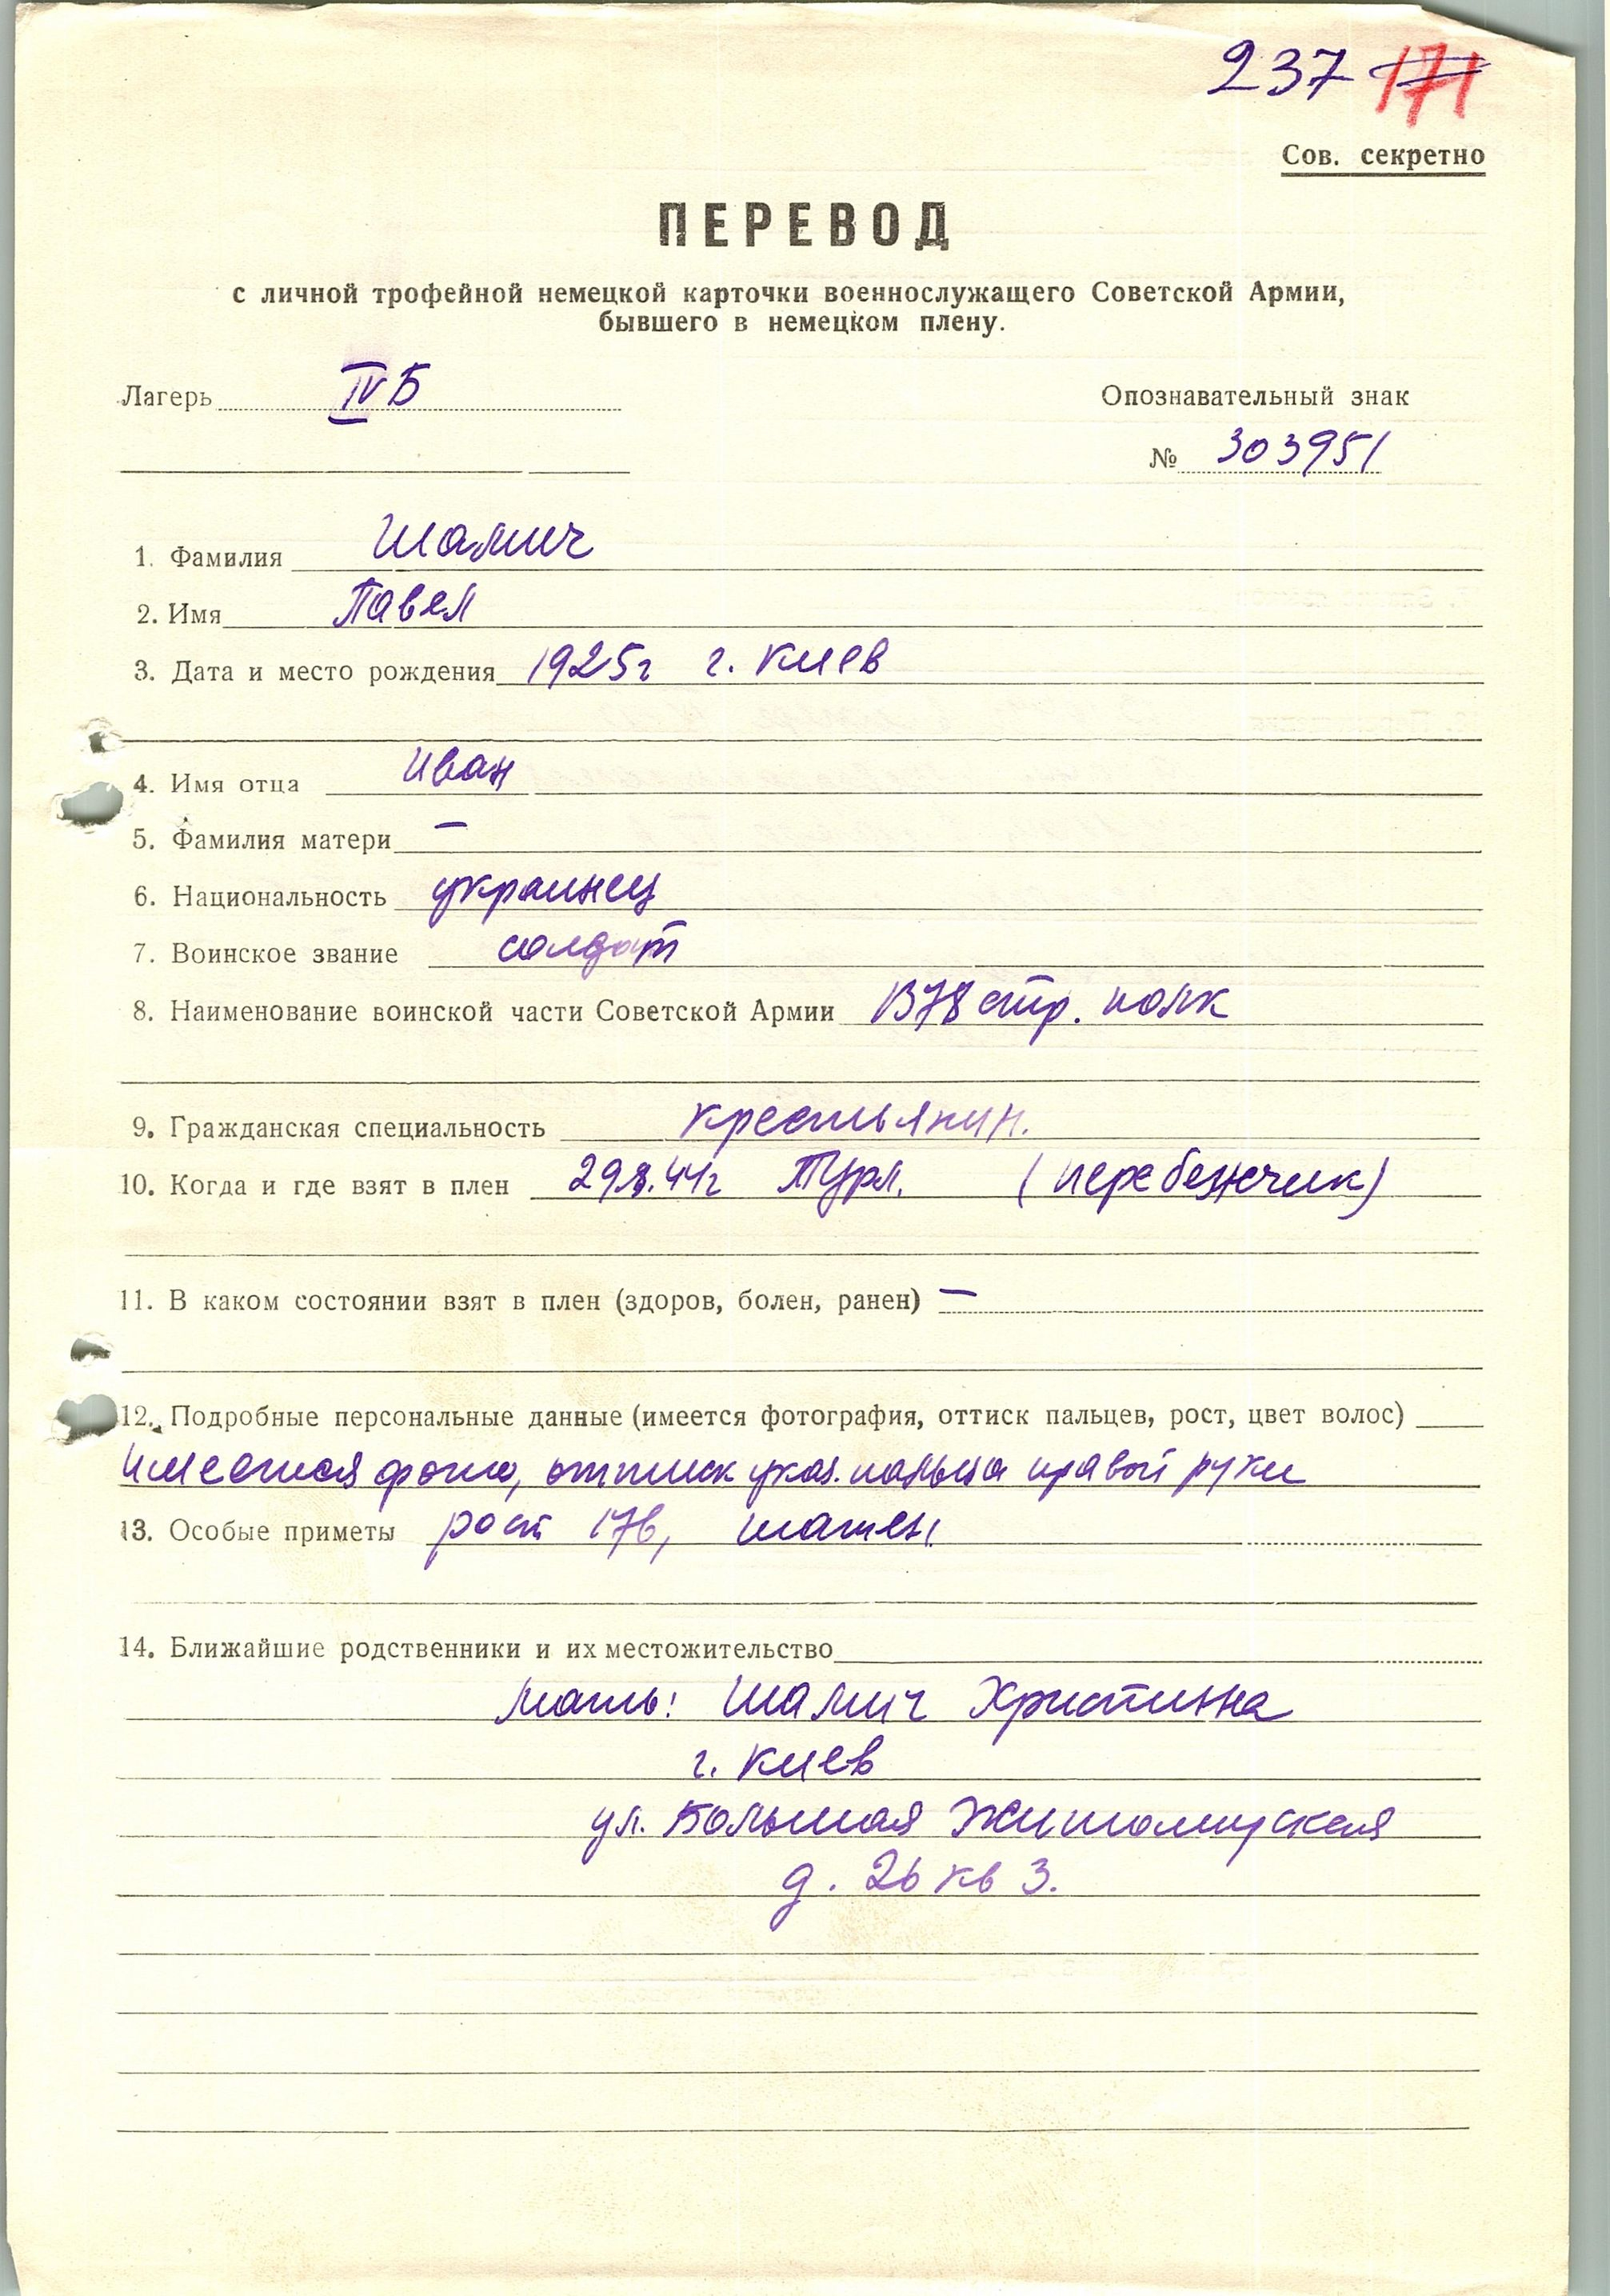 237 171
Сов. секретно
ПЕРЕВОД
с личной трофейной немецкой карточки военнослужащего Советской Армии,
бывшего в немецком плену.
Лагерь IV Б
Опознавательный знак
№ 303951
1. Фамилия Шамич
2. Имя Павел
3. Дата и место рождения 1925г г. Киев
4. Имя отца Иван
5. Фамилия матери —
6. Национальность украинец
7. Воинское звание солдат
8. Наименование воинской части Советской Армии 1378 стр. полк
9. Гражданская специальность крестьянин.
10. Когда и где взят в плен (перебежчик)
11. В каком состоянии взят в плен (здоров, болен, ранен) —
12. Подробные персональные данные (имеется фотография, оттиск пальцев, рост, цвет волос)
имеется фото, оттиск указ. пальца правой руки
13. Особые приметы рост 176, шатен
14. Ближайшие родственники и их местожительство
мать: Шамич Христинна
г. Киев
ул. Большая Житомирская
д. 26 кв 3.